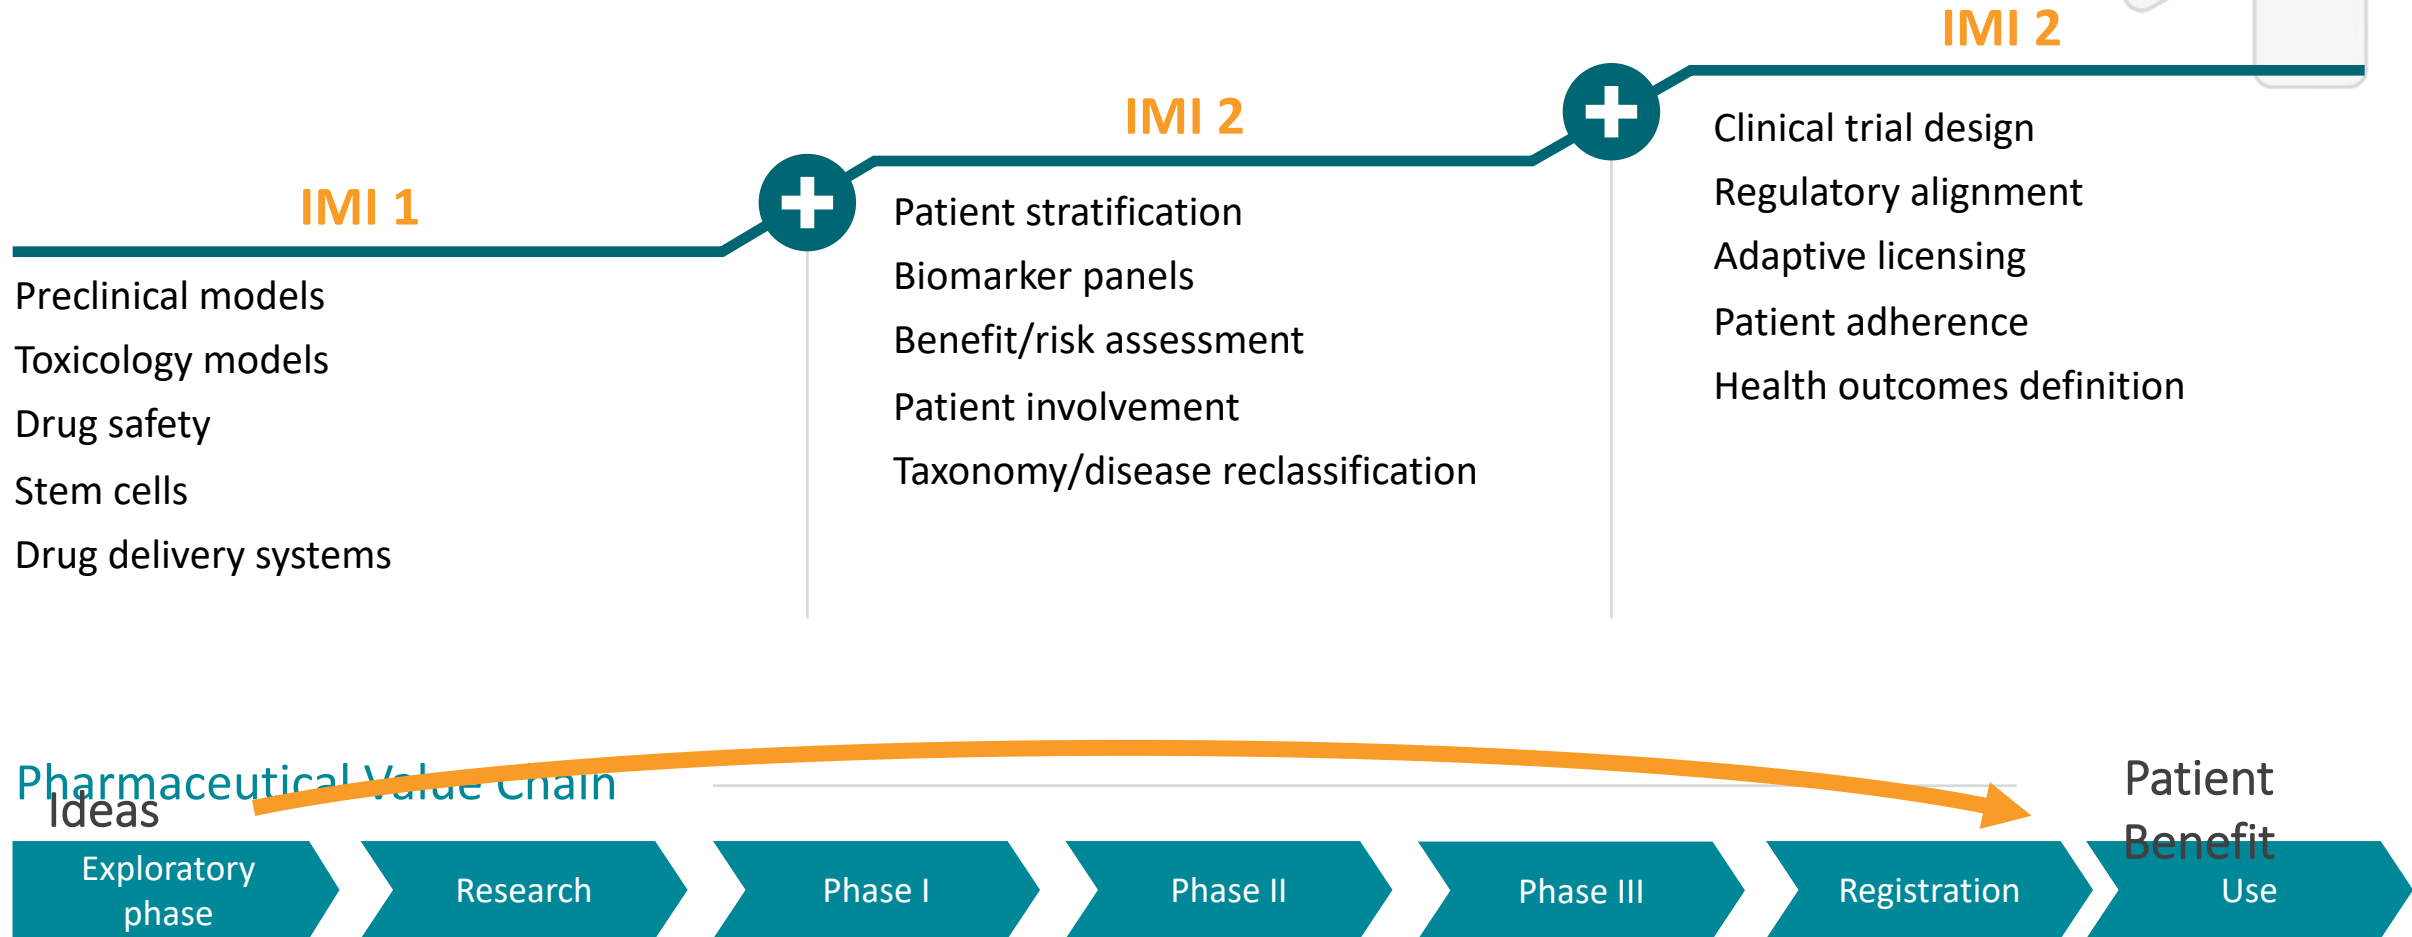 IMI 1
Preclinical models
Toxicology models
Drug safety
Stem cells
Drug delivery systems
IMI 2
Patient stratification
Biomarker panels
Benefit/risk assessment
Patient involvement
Taxonomy/disease reclassification
IMI 2
Clinical trial design
Regulatory alignment
Adaptive licensing
Patient adherence
Health outcomes definition
Pharmaceutical Value Chain
Ideas
Patient
Benefit
Exploratory
phase
Research
Phase I
Phase II
Phase III
Registration
Use